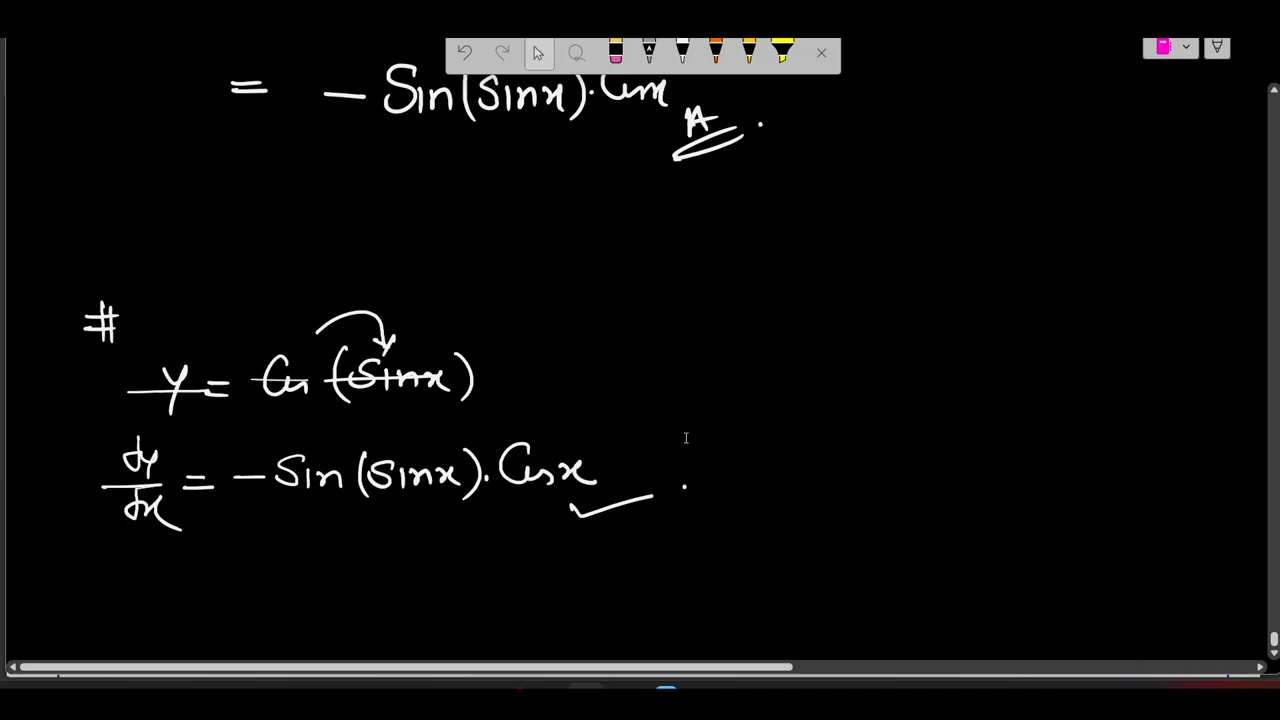 = - Sin(Sinx).Cosx
#
y = Cos (Sinx)
dy/dx = - Sin(Sinx).Cosx